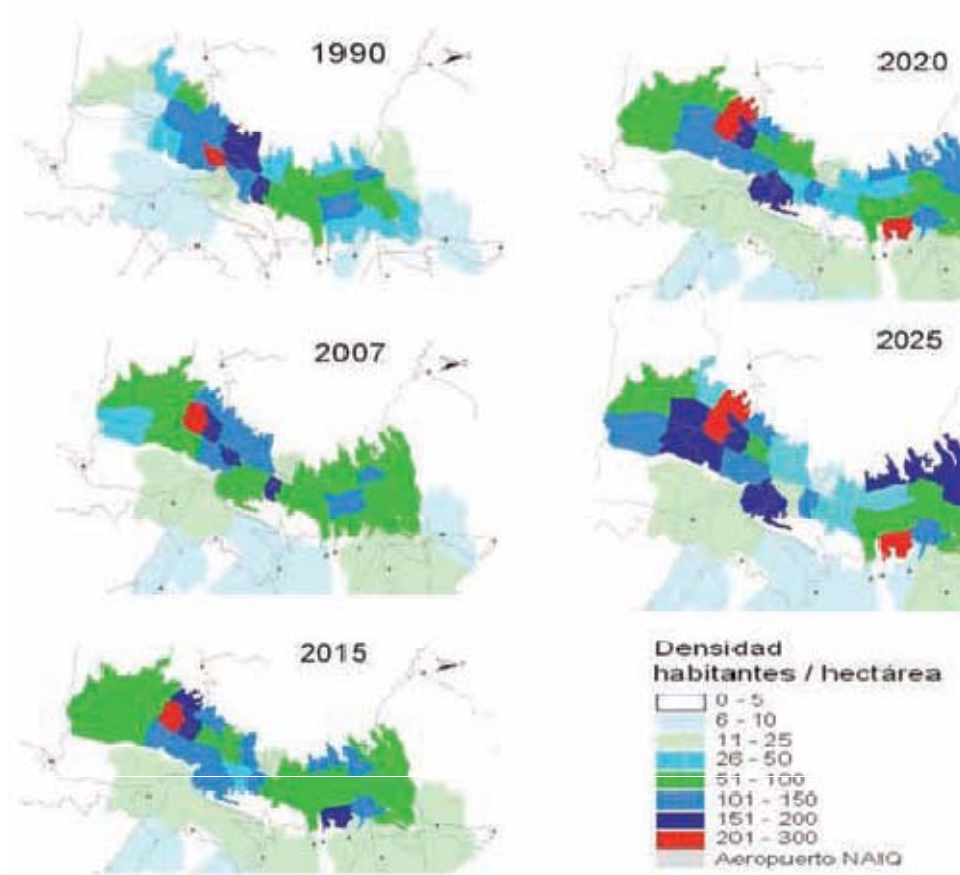 1990
2020
2007
2025
2015
Densidad
habitantes / hectárea
0 - 5
6 - 10
11 - 25
26 - 50
51 - 100
101 - 150
151 - 200
201 - 300
Aeropuerto NAIQ